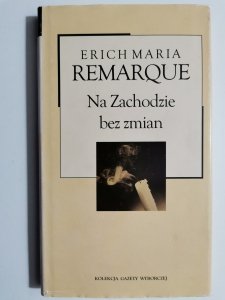 ERICH MARIA
REMARQUE
Na Zachodzie
bez zmian
KOLEKCJA GAZETY WYBORCZEJ